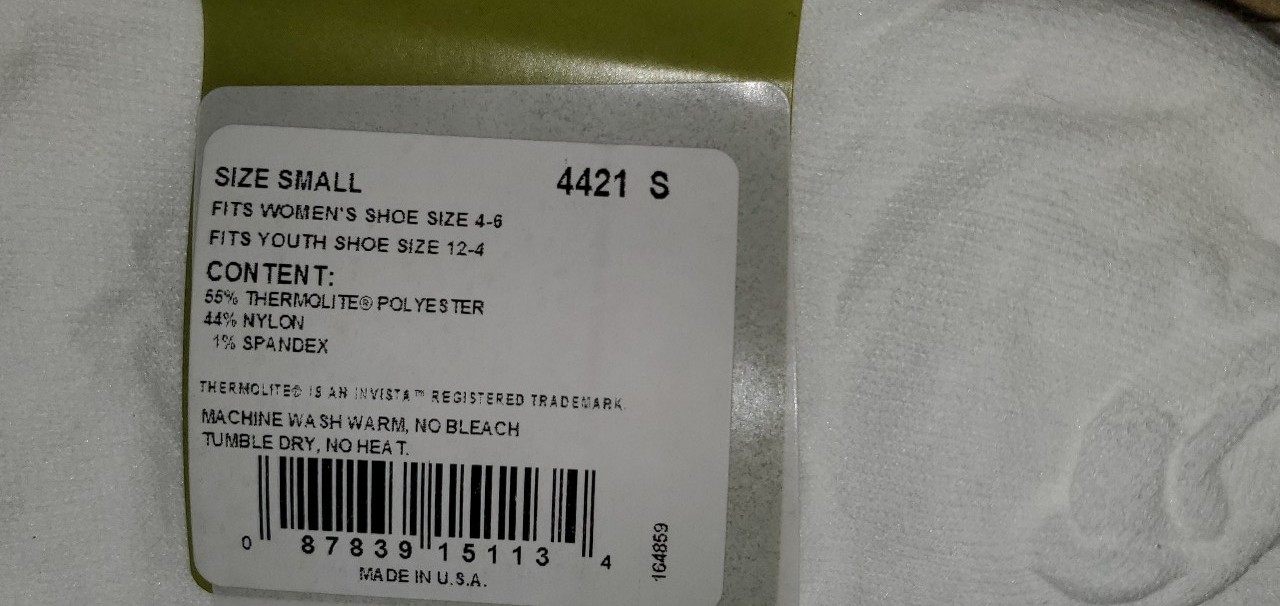 SIZE SMALL 4421 S
FITS WOMEN'S SHOE SIZE 4-6
FITS YOUTH SHOE SIZE 12-4
CONTENT:
55% THERMOLITE® POLYESTER
44% NYLON
1% SPANDEX
THERMOLITE® IS AN INVISTA™ REGISTERED TRADEMARK.
MACHINE WASH WARM, NO BLEACH
TUMBLE DRY, NO HEAT.
0 87839 15113 4
164859
MADE IN U.S.A.